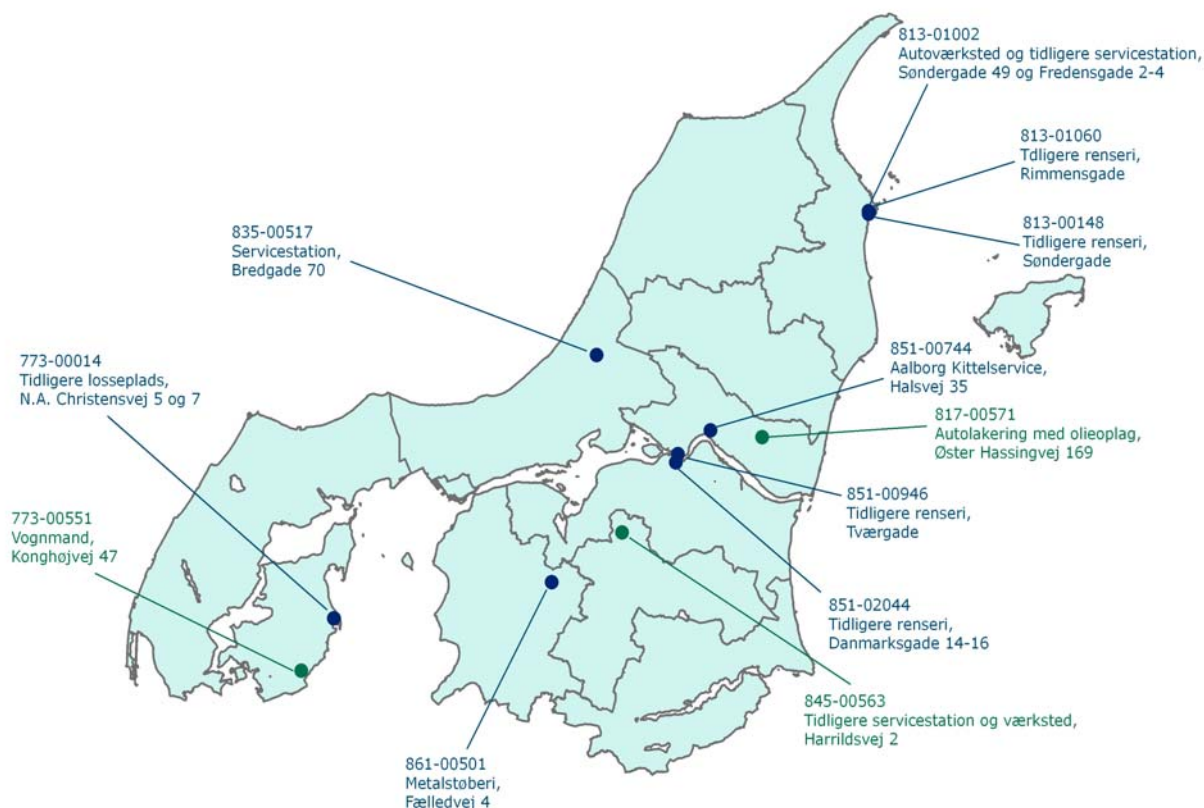 813-01002
Autoværksted og tidligere servicestation,
Søndergade 49 og Fredensgade 2-4
813-01060
Tdligere renseri,
Rimmensgade
835-00517
Servicestation,
Bredgade 70
813-00148
Tidligere renseri,
Søndergade
773-00014
Tidligere losseplads,
N.A. Christensvej 5 og 7
851-00744
Aalborg Kittelservice,
Halsvej 35
817-00571
Autolakering med olieoplag,
Øster Hassingvej 169
773-00551
Vognmand,
Konghøjvej 47
851-00946
Tidligere renseri,
Tværgade
851-02044
Tidligere renseri,
Danmarksgade 14-16
845-00563
Tidligere servicestation og værksted,
Harrildsvej 2
861-00501
Metalstøberi,
Fælledvej 4